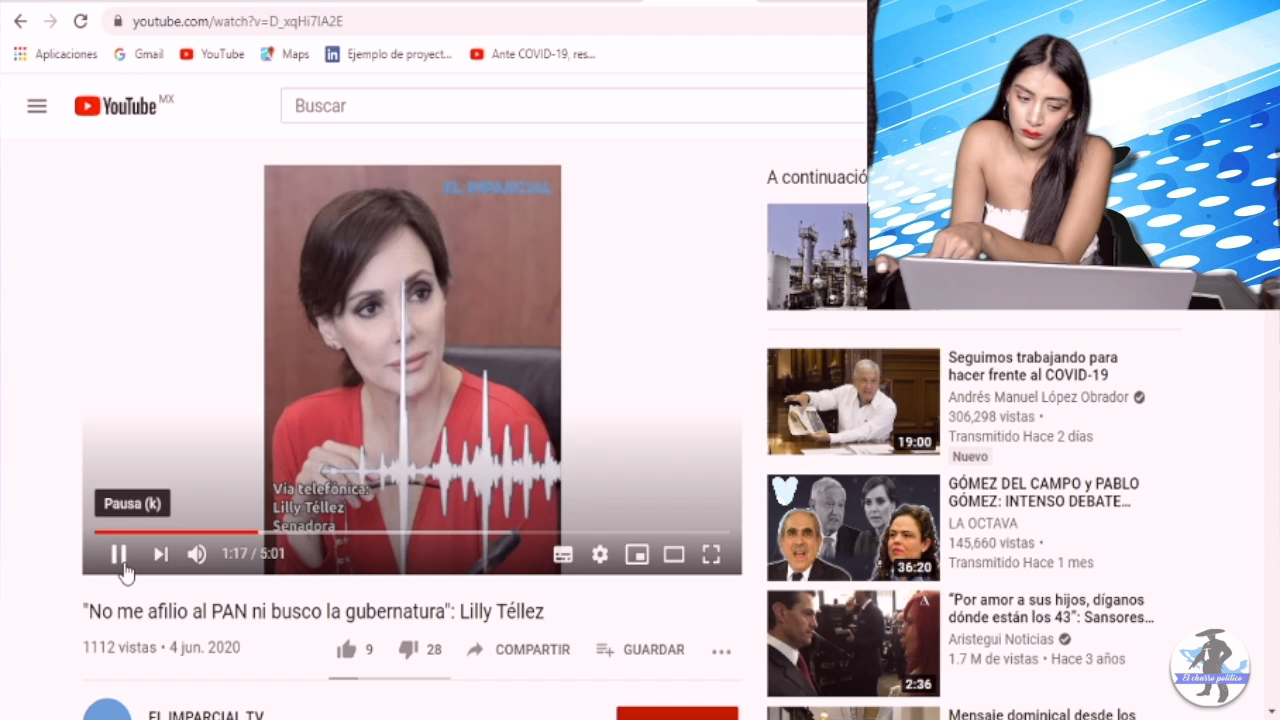 youtube.com/watch?v=D_xqHi7IA2E
Aplicaciones
Gmail
YouTube
Maps
Ejemplo de proyect...
Ante COVID-19, res...
YouTube MX
Buscar
EL IMPARCIAL
Vía telefónica:
Lilly Téllez
Senadora
Pausa (k)
1:17 / 5:01
"No me afilio al PAN ni busco la gubernatura": Lilly Téllez
1112 vistas • 4 jun. 2020
9
28
COMPARTIR
GUARDAR
EL IMPARCIAL TV
A continuació
19:00
Seguimos trabajando para
hacer frente al COVID-19
Andrés Manuel López Obrador
306,298 vistas •
Transmitido Hace 2 días
Nuevo
36:20
GÓMEZ DEL CAMPO y PABLO
GÓMEZ: INTENSO DEBATE...
LA OCTAVA
145,660 vistas •
Transmitido Hace 1 mes
2:36
“Por amor a sus hijos, díganos
dónde están los 43”: Sansores...
Aristegui Noticias
1.7 M de vistas • Hace 3 años
Mensaje dominical desde los
El charro político